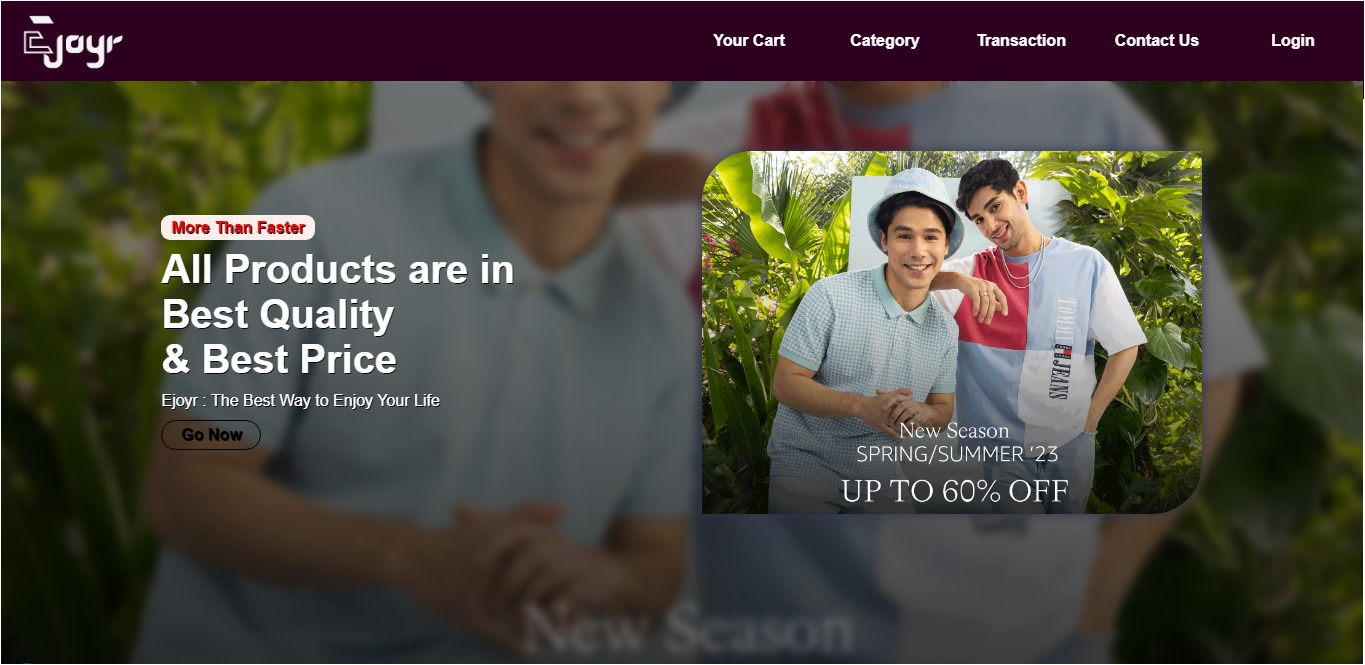 Ejoyr
Your Cart
Category
Transaction
Contact Us
Login
More Than Faster
All Products are in
Best Quality
& Best Price
Ejoyr : The Best Way to Enjoy Your Life
Go Now
TOMMY
JEANS
New Season
SPRING/SUMMER '23
UP TO 60% OFF
New Season